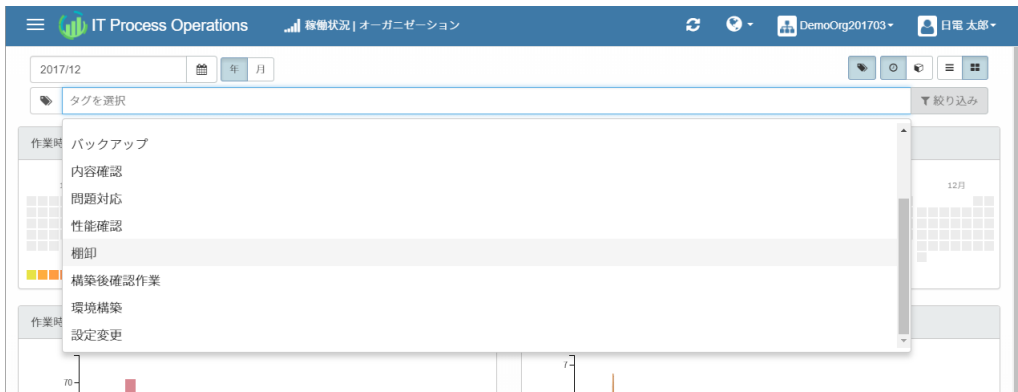 IT Process Operations 稼働状況 | オーガニゼーション DemoOrg201703 日電 太郎
2017/12 年 月
タグを選択 絞り込み
作業時
バックアップ
内容確認
問題対応
性能確認
棚卸
構築後確認作業
環境構築
設定変更
12月
作業時
70
7